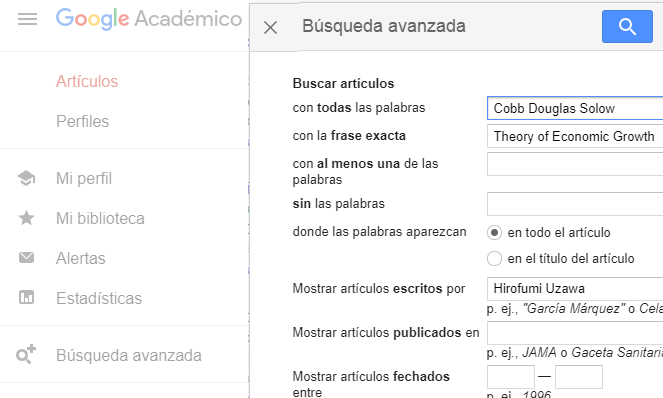 Google Académico
Artículos
Perfiles
Mi perfil
Mi biblioteca
Alertas
Estadísticas
Búsqueda avanzada
Búsqueda avanzada
Buscar artículos
con todas las palabras Cobb Douglas Solow
con la frase exacta Theory of Economic Growth
con al menos una de las
palabras
sin las palabras
donde las palabras aparezcan en todo el artículo
en el título del artículo
Mostrar artículos escritos por Hirofumi Uzawa
p. ej., "García Márquez" o Cela
Mostrar artículos publicados en
p. ej., JAMA o Gaceta Sanitari
Mostrar artículos fechados —
entre
p. ej., 1996